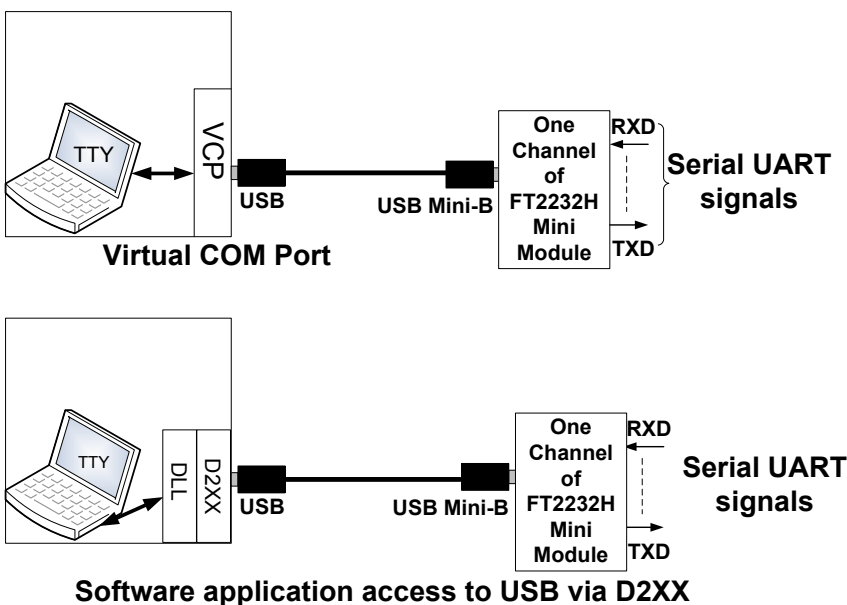 TTY
VCP
USB
USB Mini-B
One
Channel
of
FT2232H
Mini
Module
RXD
TXD
Serial UART
signals
Virtual COM Port
TTY
DLL
D2XX
USB
USB Mini-B
One
Channel
of
FT2232H
Mini
Module
RXD
TXD
Serial UART
signals
Software application access to USB via D2XX